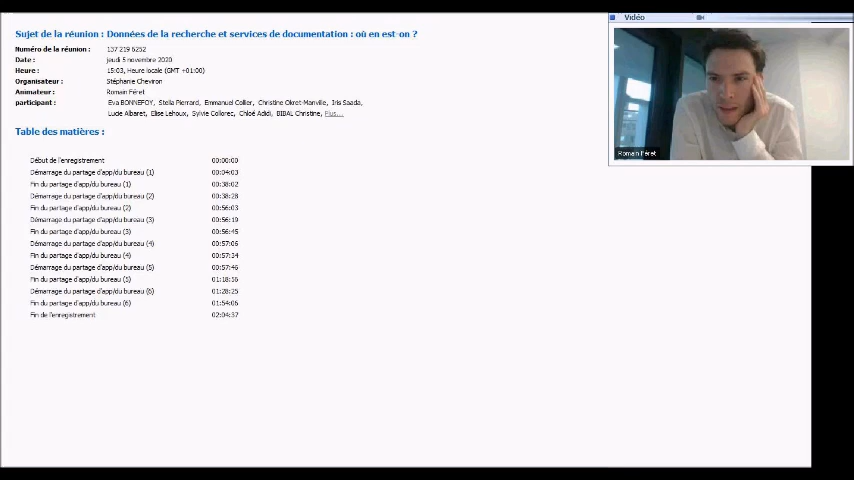 Sujet de la réunion : Données de la recherche et services de documentation : où en est-on ?
Numéro de la réunion : 137 219 6252
Date : jeudi 5 novembre 2020
Heure : 15:03, Heure locale (GMT +01:00)
Organisateur : Stéphanie Cheviron
Animateur : Romain Féret
participant : Eva BONNEFOY, Stella Pierrard, Emmanuel Collier, Christine Okret-Manville, Iris Saada,
Lucie Albaret, Elise Lehoux, Sylvie Collorec, Chloé Adidi, BIBAL Christine, Plus...
Table des matières :
Début de l'enregistrement 00:00:00
Démarrage du partage d'app/du bureau (1) 00:04:03
Fin du partage d'app/du bureau (1) 00:38:02
Démarrage du partage d'app/du bureau (2) 00:38:28
Fin du partage d'app/du bureau (2) 00:56:03
Démarrage du partage d'app/du bureau (3) 00:56:19
Fin du partage d'app/du bureau (3) 00:56:45
Démarrage du partage d'app/du bureau (4) 00:57:06
Fin du partage d'app/du bureau (4) 00:57:34
Démarrage du partage d'app/du bureau (5) 00:57:46
Fin du partage d'app/du bureau (5) 01:18:56
Démarrage du partage d'app/du bureau (6) 01:28:25
Fin du partage d'app/du bureau (6) 01:54:06
Fin de l'enregistrement 02:04:37
Vidéo
Romain Féret